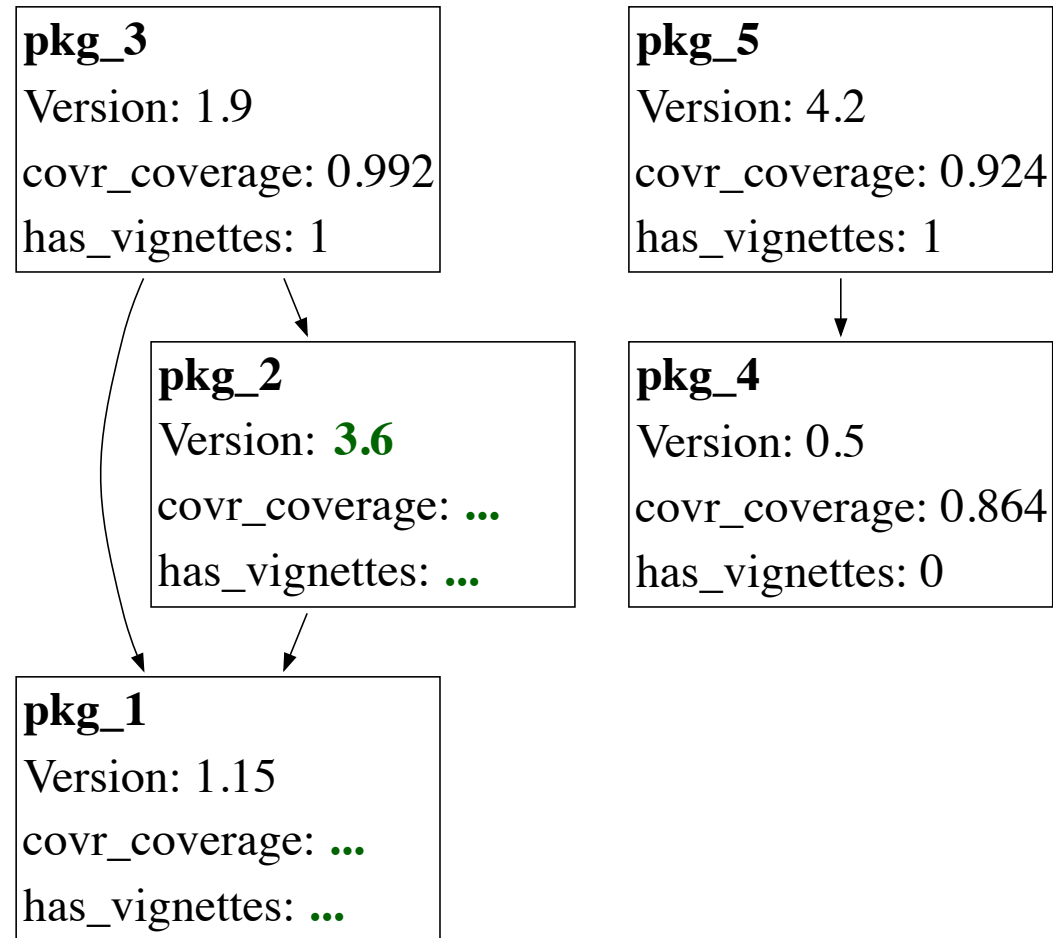 pkg_3
Version: 1.9
covr_coverage: 0.992
has_vignettes: 1
pkg_5
Version: 4.2
covr_coverage: 0.924
has_vignettes: 1
pkg_2
Version: 3.6
covr_coverage: ...
has_vignettes: ...
pkg_4
Version: 0.5
covr_coverage: 0.864
has_vignettes: 0
pkg_1
Version: 1.15
covr_coverage: ...
has_vignettes: ...